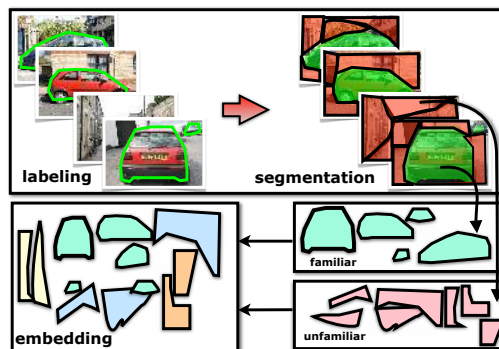 labeling
segmentation
familiar
unfamiliar
embedding